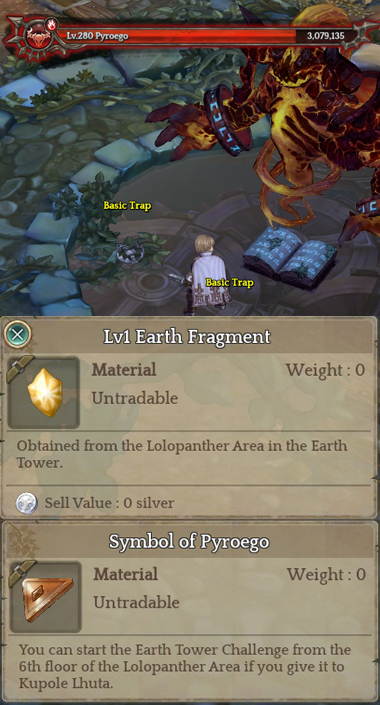 Lv.280 Pyroego
3,079,135
Basic Trap
Basic Trap
Lv1 Earth Fragment
Material
Weight : 0
Untradable
Obtained from the Lolopanther Area in the Earth
Tower.
Sell Value : 0 silver
Symbol of Pyroego
Material
Weight : 0
Untradable
You can start the Earth Tower Challenge from the
6th floor of the Lolopanther Area if you give it to
Kupole Lhuta.